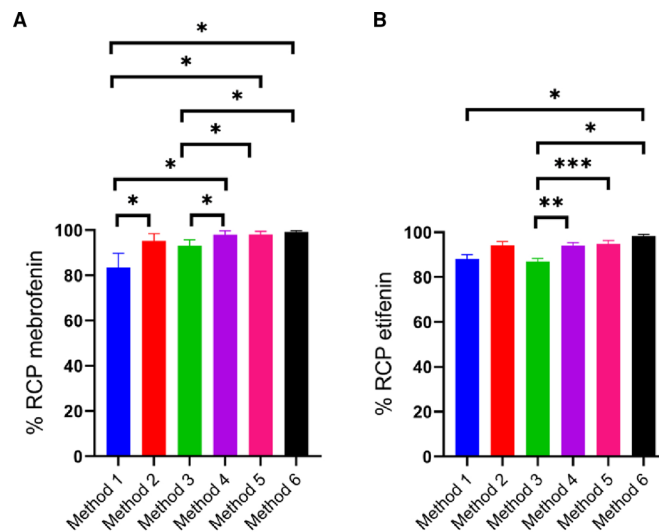 A
B
*
*
*
*
*
*
*
*
***
**
% RCP mebrofenin
100
80
60
40
20
0
Method 1
Method 2
Method 3
Method 4
Method 5
Method 6
% RCP etifenin
100
80
60
40
20
0
Method 1
Method 2
Method 3
Method 4
Method 5
Method 6